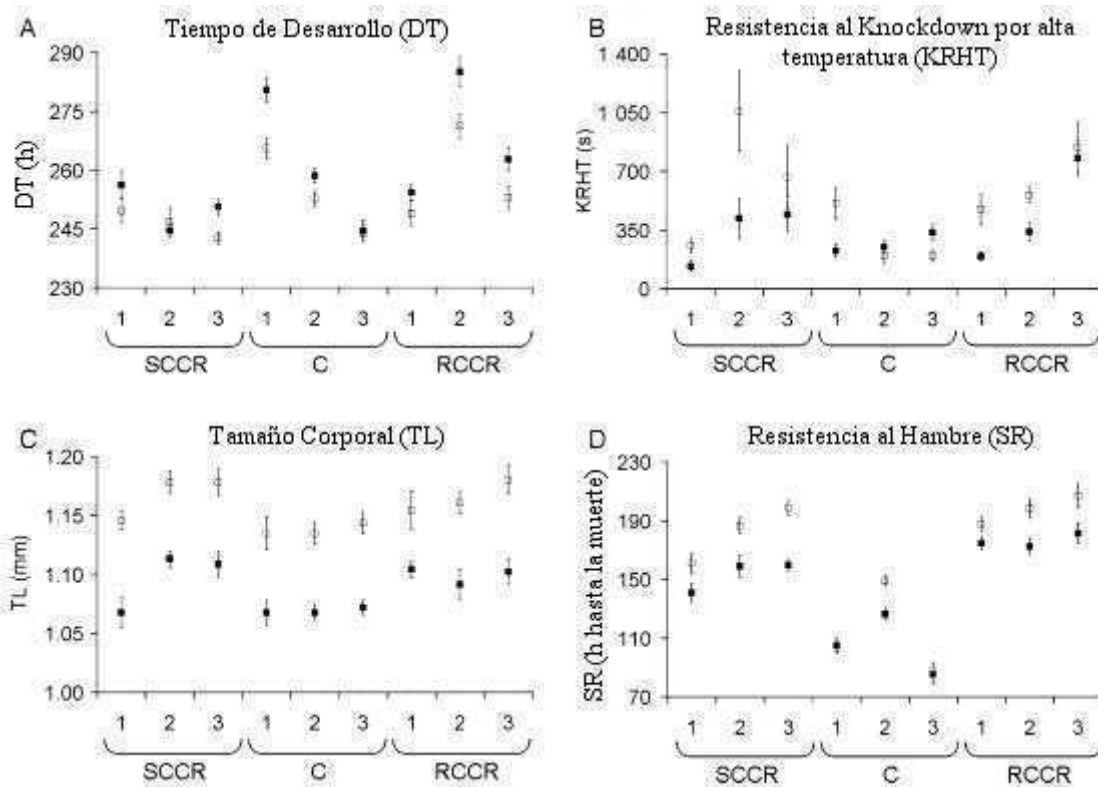 A
Tiempo de Desarrollo (DT)
290
275
260
245
230
DT (h)
1 2 3 1 2 3 1 2 3
SCCR C RCCR
B
Resistencia al Knockdown por alta
temperatura (KRHT)
1 400
1 050
700
350
0
KRHT (s)
1 2 3 1 2 3 1 2 3
SCCR C RCCR
C
Tamaño Corporal (TL)
1.20
1.15
1.10
1.05
1.00
TL (mm)
1 2 3 1 2 3 1 2 3
SCCR C RCCR
D
Resistencia al Hambre (SR)
230
190
150
110
70
SR (h hasta la muerte)
1 2 3 1 2 3 1 2 3
SCCR C RCCR